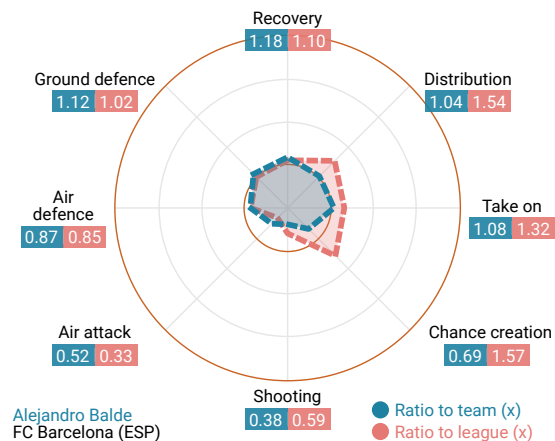 Recovery
1.18 1.10
Ground defence
1.12 1.02
Distribution
1.04 1.54
Air
defence
0.87 0.85
Take on
1.08 1.32
Air attack
0.52 0.33
Chance creation
0.69 1.57
Shooting
0.38 0.59
Alejandro Balde
FC Barcelona (ESP)
Ratio to team (x)
Ratio to league (x)